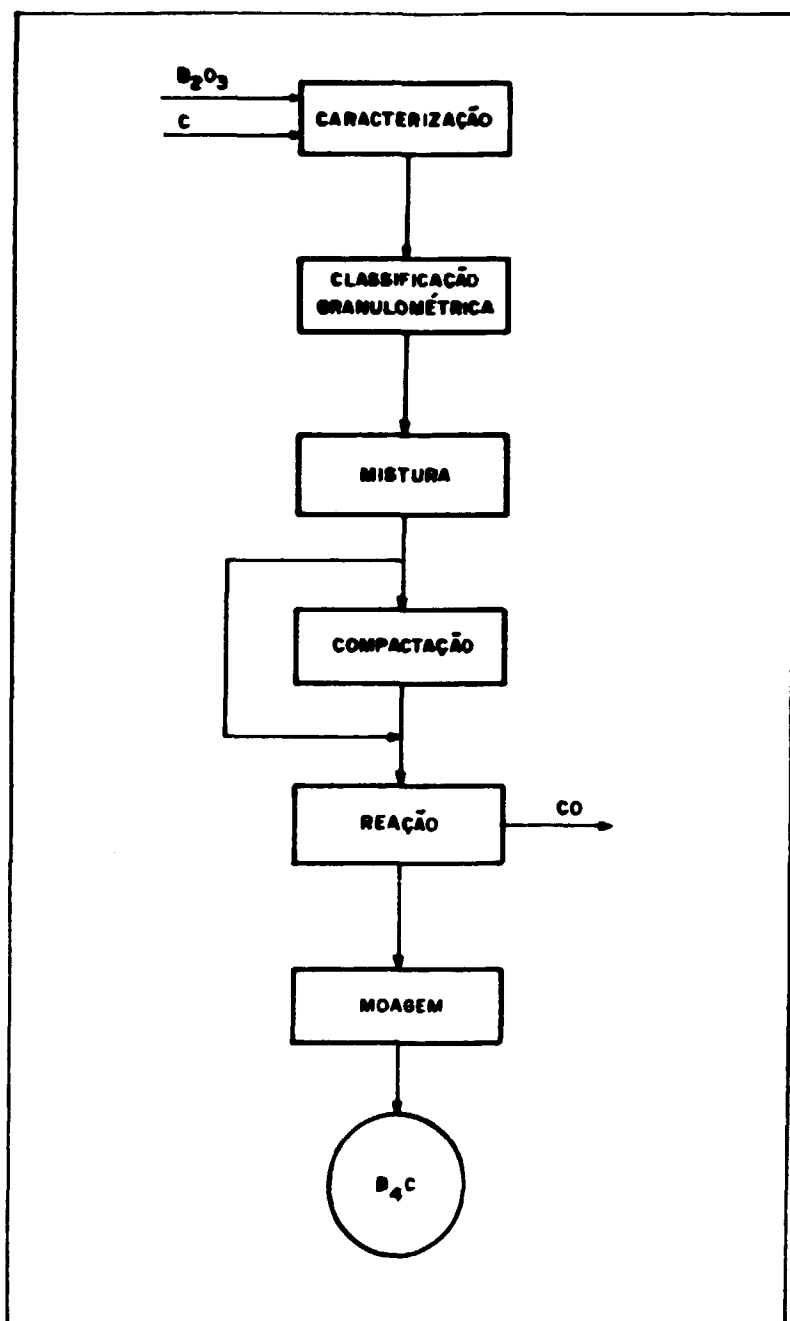 B₂O₃
C
CARACTERIZAÇÃO
CLASSIFICAÇÃO
GRANULOMÉTRICA
MISTURA
COMPACTAÇÃO
REAÇÃO
CO
MOAGEM
B₄C